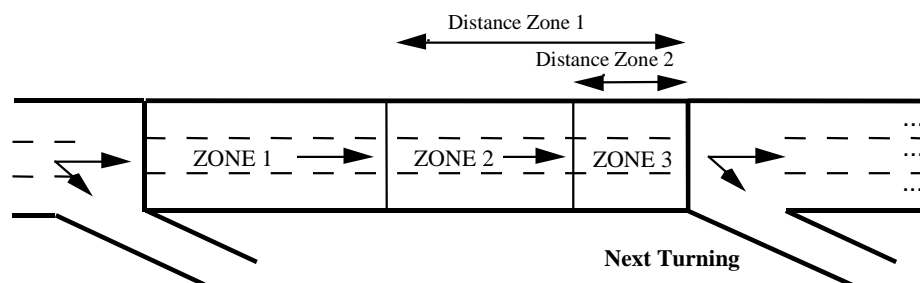 Distance Zone 1
Distance Zone 2
ZONE 1
ZONE 2
ZONE 3
...
...
...
Next Turning